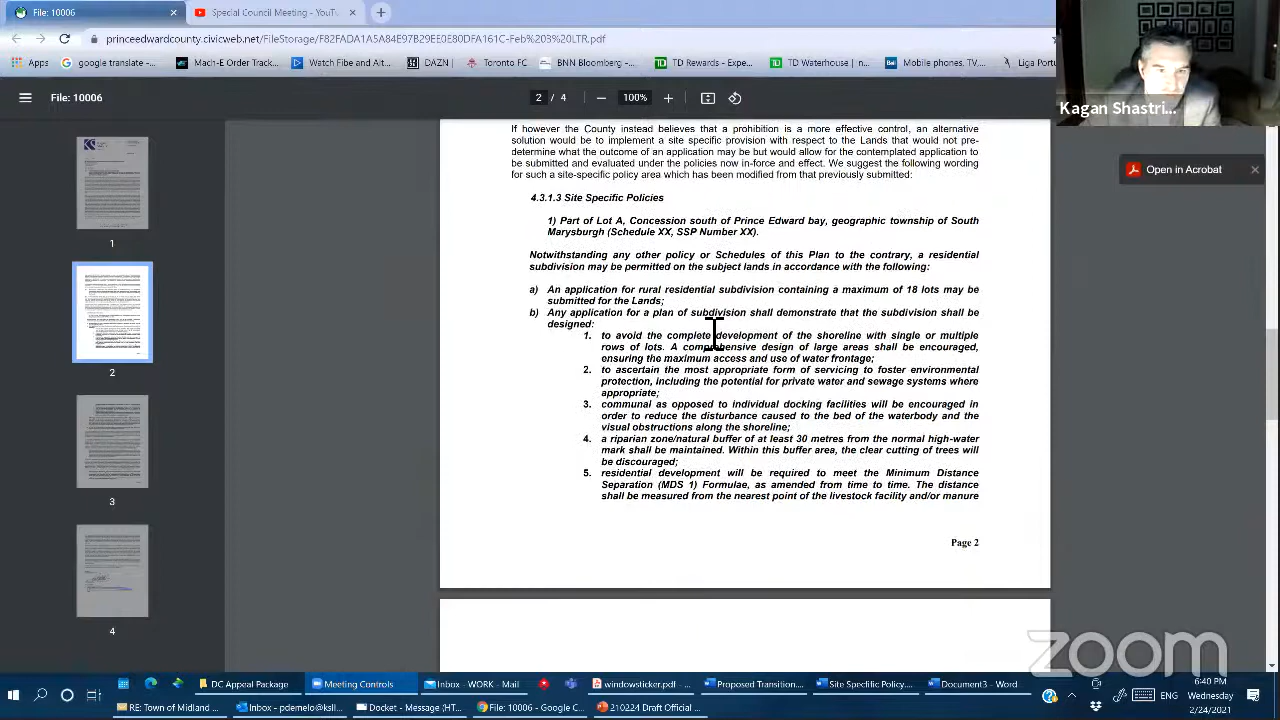 File: 10006
Special Council Meeting - YouT
princeedwardcounty.civicweb.net/FileStorage/
Apps
google translate -
Mach-E Order Trac
Water Polo Ontario
DAZN
City of Toronto
BNN Bloomberg
TD Rewards - Expe
TD Waterhouse | n
Mobile phones, TV
Liga Portu
Kagan Shastri...
File: 10006
2 / 4
100%
Open in Acrobat
If however the County instead believes that a prohibition is a more effective control, an alternative
solution would be to implement a site specific provision with respect to the Lands that would not pre-
determine what the outcome of an application may be but would allow for the contemplated application to
be submitted and evaluated under the policies now in-force and effect. We suggest the following wording
for such a site-specific policy area which has been modified from that previously submitted:
4.3.1.3 Site Specific Policies
i) Part of Lot A, Concession south of Prince Edward bay, geographic township of South
Marysburgh (Schedule XX, SSP Number XX).
Notwithstanding any other policy or Schedules of this Plan to the contrary, a residential
subdivision may be permitted on the subject lands in accordance with the following:
a) An application for rural residential subdivision containing a maximum of 18 lots may be
submitted for the Lands;
b) Any application for a plan of subdivision shall demonstrate that the subdivision shall be
designed:
1. to avoid the complete development of the shoreline with single or multiple
rows of lots. A comprehensive design of large areas shall be encouraged,
ensuring the maximum access and use of water frontage;
2. to ascertain the most appropriate form of servicing to foster environmental
protection, including the potential for private water and sewage systems where
appropriate,
3. communal as opposed to individual docking facilities will be encouraged in
order to reduce the disturbance caused to the bed of the waterbody and the
visual obstructions along the shoreline;
4. a riparian zone/natural buffer of at least 30 metres from the normal high-water
mark shall be maintained. Within this buffer area, the clear cutting of trees will
be discouraged;
5. residential development will be required to meet the Minimum Distance
Separation (MDS 1) Formulae, as amended from time to time. The distance
shall be measured from the nearest point of the livestock facility and/or manure
Page 2
1
2
3
4
zoom
DC Appeal Package
Meeting Controls
Inbox - WORK - Mail
windowsticker.pdf -...
Proposed Transition....
Site Specific Policy....
Document3 - Word
ENG
6:40 PM
Wednesday
2/24/2021
RE: Town of Midland ...
Inbox - pdemelo@ksll...
Docket - Message (HT...
File: 10006 - Google C...
210224 Draft Official ...